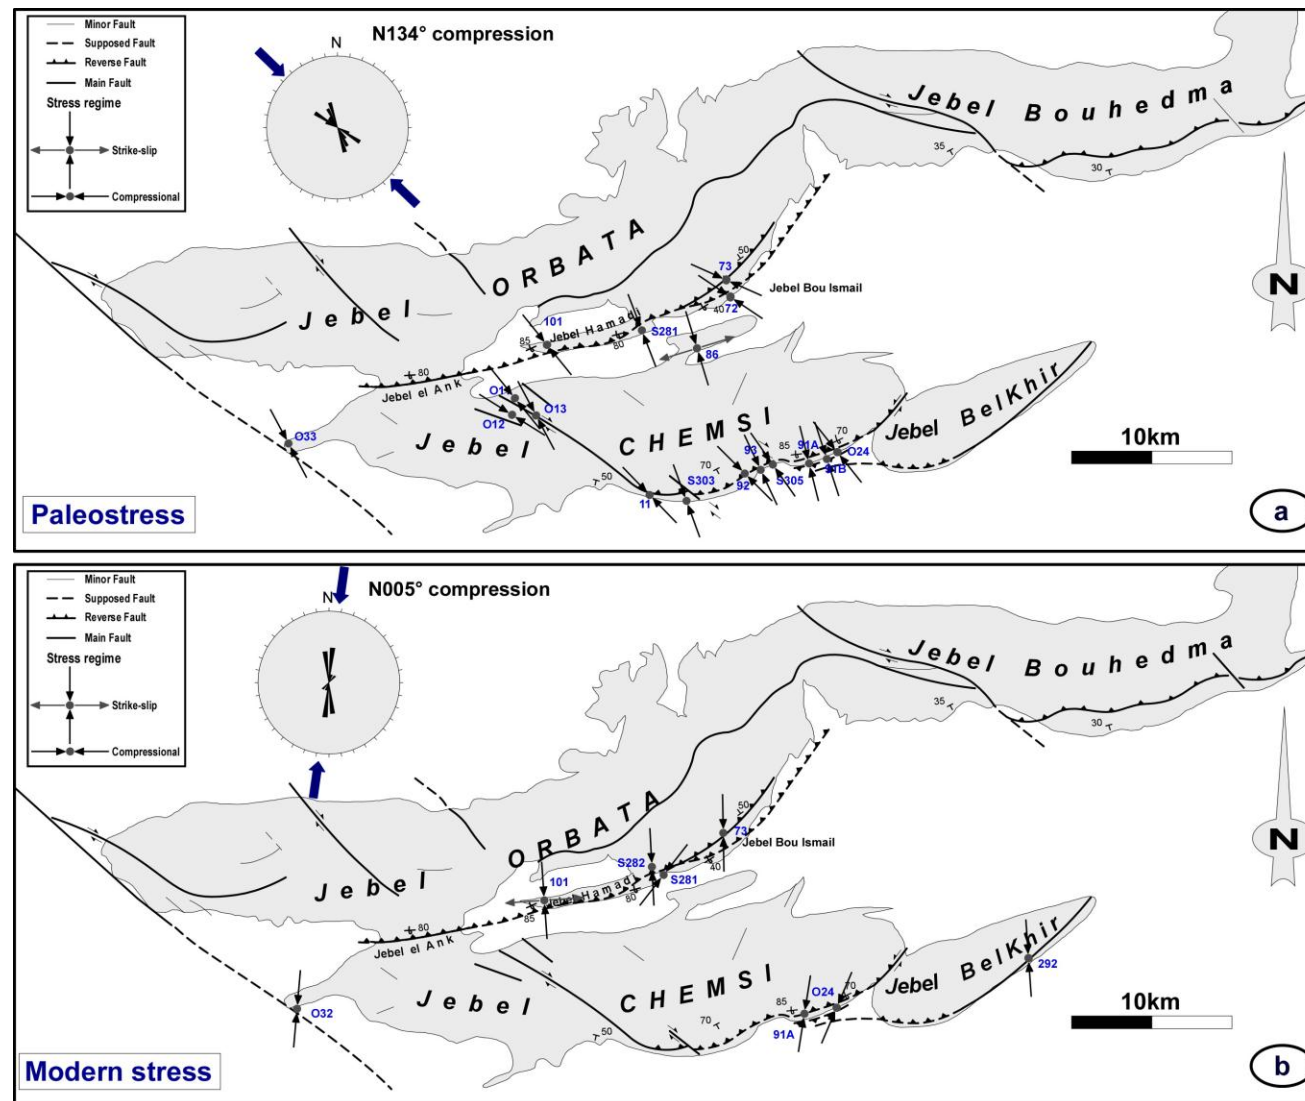 Minor Fault
Supposed Fault
Reverse Fault
Main Fault
Stress regime
Strike-slip
Compressional
N
N134° compression
Jebel Bouhedma
35
30
N
Jebel ORBATA
50
73
Jebel Bou Ismail
72
40
101
S281
Jebel Hamadi
85
80
86
80
Jebel el Ank
O1
O13
O12
O33
Jebel CHEMSI
Jebel BelKhir
10km
91A
70
O24
85
93
91B
70
S305
92
S303
50
11
Paleostress
a
Minor Fault
Supposed Fault
Reverse Fault
Main Fault
Stress regime
Strike-slip
Compressional
N
N005° compression
Jebel Bouhedma
35
30
N
Jebel ORBATA
50
73
Jebel Bou Ismail
40
S282
S281
101
Jebel Hamadi
80
85
80
Jebel el Ank
Jebel CHEMSI
Jebel BelKhir
292
10km
O24
70
85
91A
70
50
O32
Modern stress
b